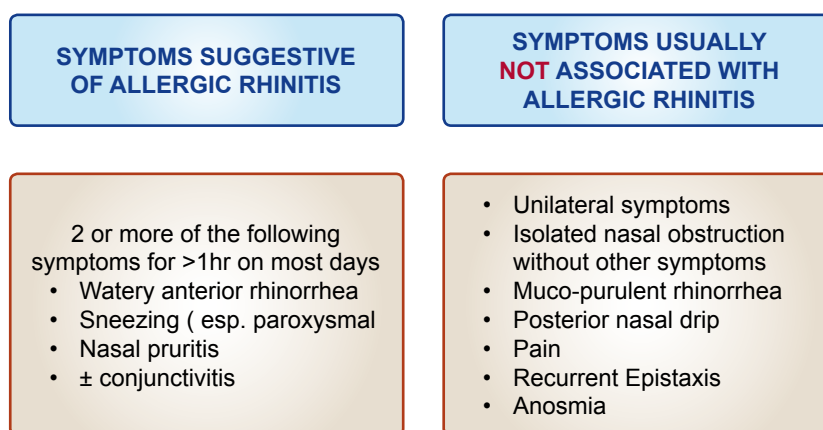 SYMPTOMS SUGGESTIVE
OF ALLERGIC RHINITIS
SYMPTOMS USUALLY
NOT ASSOCIATED WITH
ALLERGIC RHINITIS
2 or more of the following
symptoms for >1hr on most days
• Watery anterior rhinorrhea
• Sneezing ( esp. paroxysmal
• Nasal pruritis
• ± conjunctivitis
• Unilateral symptoms
• Isolated nasal obstruction
without other symptoms
• Muco-purulent rhinorrhea
• Posterior nasal drip
• Pain
• Recurrent Epistaxis
• Anosmia